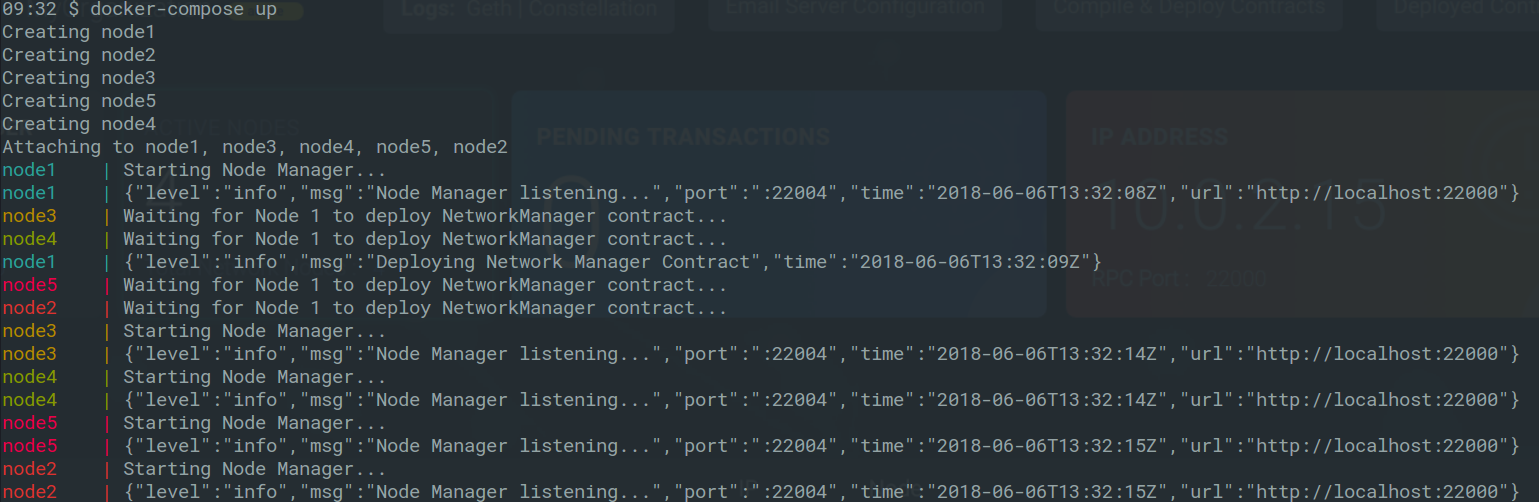 09:32 $ docker-compose up
Creating node1
Creating node2
Creating node3
Creating node5
Creating node4
Attaching to node1, node3, node4, node5, node2
node1    | Starting Node Manager...
node1    | {"level":"info","msg":"Node Manager listening...","port":":22004","time":"2018-06-06T13:32:08Z","url":"http://localhost:22000"}
node3    | Waiting for Node 1 to deploy NetworkManager contract...
node4    | Waiting for Node 1 to deploy NetworkManager contract...
node1    | {"level":"info","msg":"Deploying Network Manager Contract","time":"2018-06-06T13:32:09Z"}
node5    | Waiting for Node 1 to deploy NetworkManager contract...
node2    | Waiting for Node 1 to deploy NetworkManager contract...
node3    | Starting Node Manager...
node3    | {"level":"info","msg":"Node Manager listening...","port":":22004","time":"2018-06-06T13:32:14Z","url":"http://localhost:22000"}
node4    | Starting Node Manager...
node4    | {"level":"info","msg":"Node Manager listening...","port":":22004","time":"2018-06-06T13:32:14Z","url":"http://localhost:22000"}
node5    | Starting Node Manager...
node5    | {"level":"info","msg":"Node Manager listening...","port":":22004","time":"2018-06-06T13:32:15Z","url":"http://localhost:22000"}
node2    | Starting Node Manager...
node2    | {"level":"info","msg":"Node Manager listening...","port":":22004","time":"2018-06-06T13:32:15Z","url":"http://localhost:22000"}
Logs: Geth | Constellation
Email Server Configuration
Compile & Deploy Contracts
PENDING TRANSACTIONS
0
IP ADDRESS
10.0.2.15
RPC Port : 22000